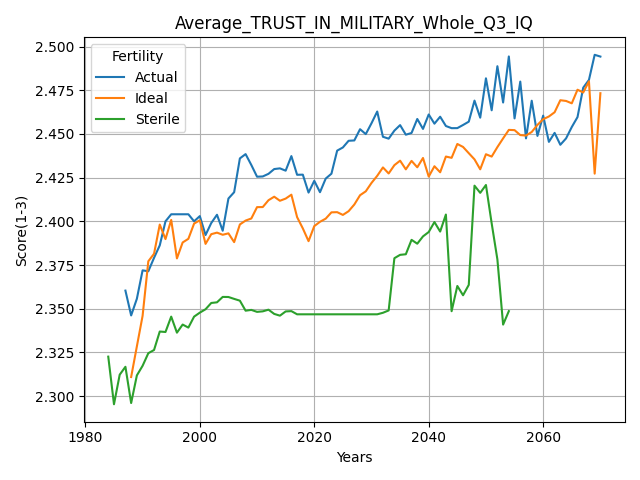 Average_TRUST_IN_MILITARY_Whole_Q3_IQ
Fertility
Actual
Ideal
Sterile
Score(1-3)
2.500
2.475
2.450
2.425
2.400
2.375
2.350
2.325
2.300
1980
2000
2020
2040
2060
Years